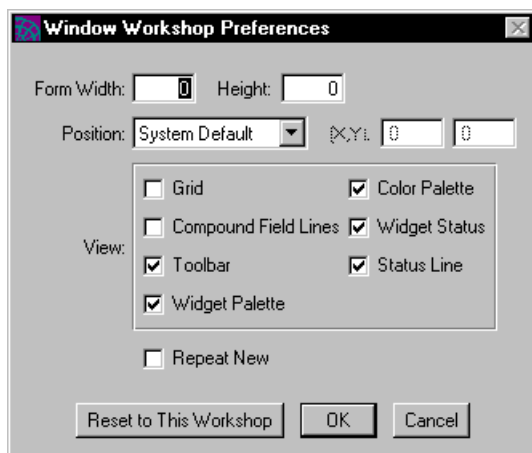 Window Workshop Preferences
Form Width: 0 Height: 0
Position: System Default (X,Y): 0 0
Grid Color Palette
Compound Field Lines Widget Status
View:
Toolbar Status Line
Widget Palette
Repeat New
Reset to This Workshop OK Cancel